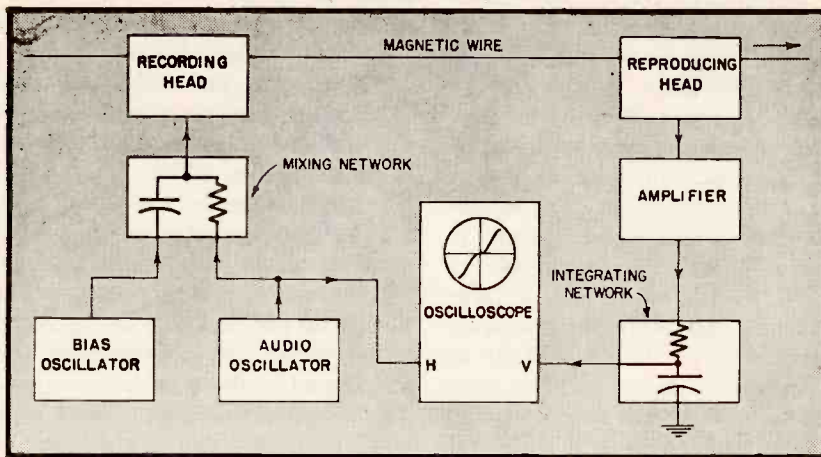 MAGNETIC WIRE
RECORDING
HEAD
REPRODUCING
HEAD
MIXING NETWORK
AMPLIFIER
INTEGRATING
NETWORK
OSCILLOSCOPE
BIAS
OSCILLATOR
AUDIO
OSCILLATOR
H
V